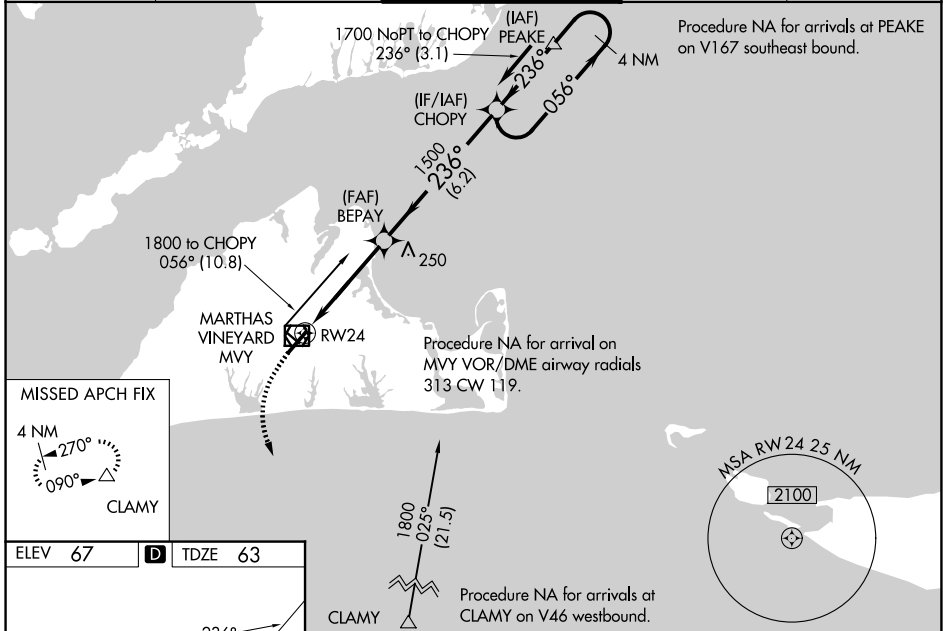 (IAF)
PEAKE
1700 NoPT to CHOPY
236° (3.1)
Procedure NA for arrivals at PEAKE
on V167 southeast bound.
4 NM
236°
056°
(IF/IAF)
CHOPY
1500
236°
(6.2)
(FAF)
BEPAY
250
1800 to CHOPY
056° (10.8)
MARTHAS
VINEYARD
MVY
RW24
Procedure NA for arrival on
MVY VOR/DME airway radials
313 CW 119.
MISSED APCH FIX
4 NM
270°
090°
CLAMY
MSA RW24 25 NM
2100
1800
025°
(21.5)
ELEV 67 D TDZE 63
Procedure NA for arrivals at
CLAMY on V46 westbound.
CLAMY
236°